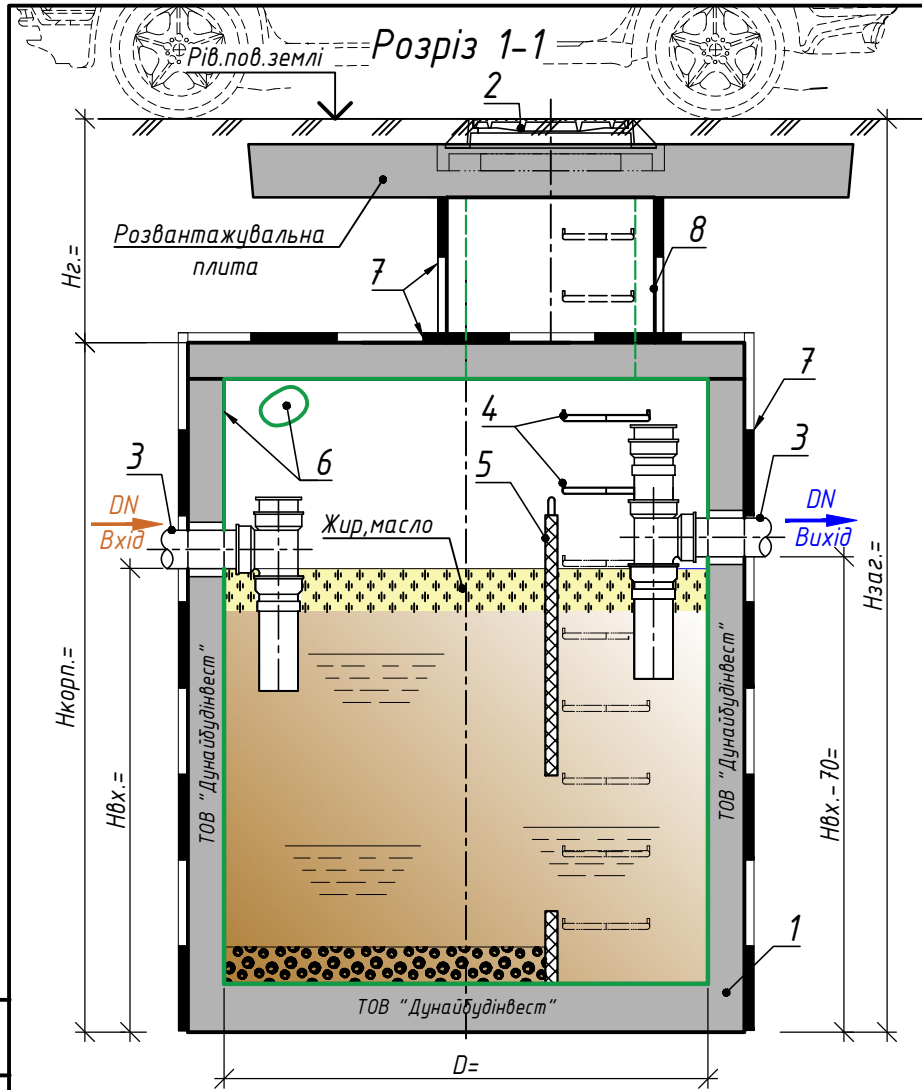 Розріз 1-1
Рів.пов.землі
2
Розвантажувальна
плита
Нг.=
7
8
7
4
3
6
5
3
DN
Вхід
Жир,масло
DN
Вихід
Нзаг.=
Нкорп.=
Нвх.=
ТОВ "Дунайбудінвест"
ТОВ "Дунайбудінвест"
Нвх.-70=
1
ТОВ "Дунайбудінвест"
D=